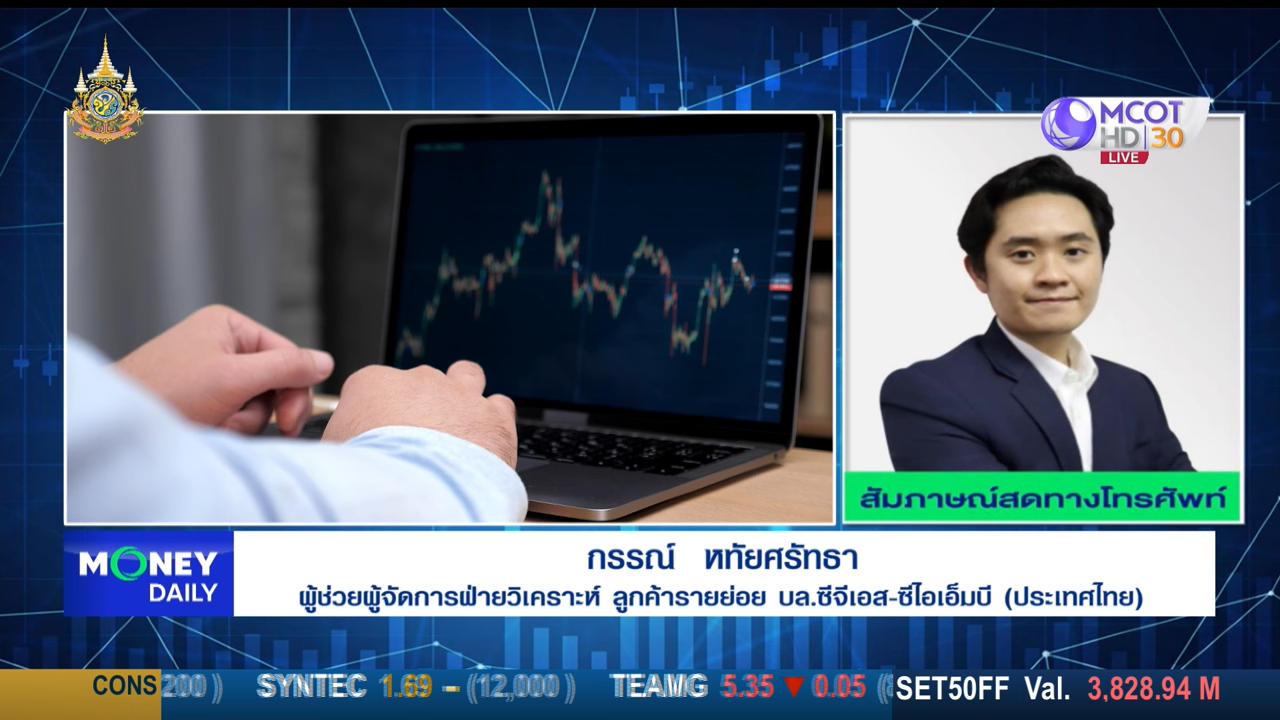 MCOT
HD 30
LIVE
สัมภาษณ์สดทางโทรศัพท์
MONEY
DAILY
กรรณ์ หทัยศรัทธา
ผู้ช่วยผู้จัดการฝ่ายวิเคราะห์ ลูกค้ารายย่อย บล.ซีจีเอส-ซีไอเอ็มบี (ประเทศไทย)
CONS 200 ) SYNTEC 1.69 – (12,000 ) TEAMG 5.35 ▼ 0.05 SET50FF Val. 3,828.94 M